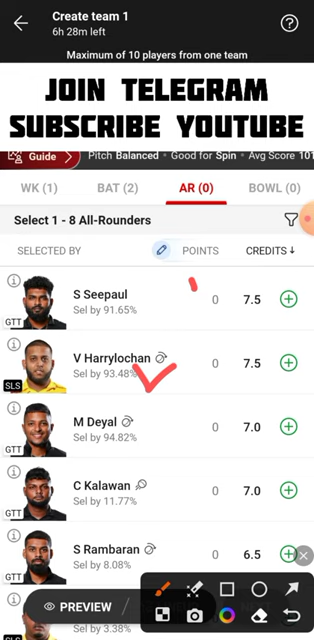 Create team 1
6h 28m left
Maximum of 10 players from one team
JOIN TELEGRAM
SUBSCRIBE YOUTUBE
Guide Pitch Balanced • Good for Spin • Avg Score 101
WK (1) BAT (2) AR (0) BOWL (0)
Select 1 - 8 All-Rounders
SELECTED BY POINTS CREDITS
S Seepaul
Sel by 91.65%
0 7.5
GTT
V Harrylochan
Sel by 93.48%
0 7.5
SLS
M Deyal
Sel by 94.82%
0 7.0
GTT
C Kalawan
Sel by 11.77%
0 7.0
GTT
S Rambaran
Sel by 8.08%
0 6.5
GTT
PREVIEW
Sel by 3.38%
SLS